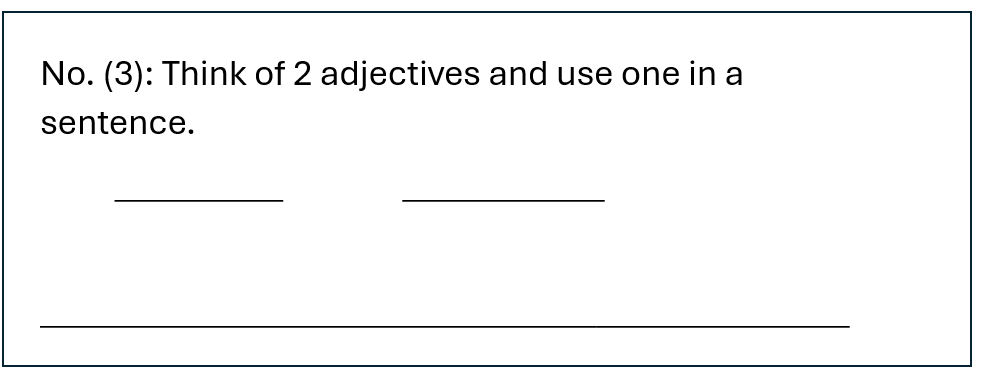 No. (3): Think of 2 adjectives and use one in a
sentence.